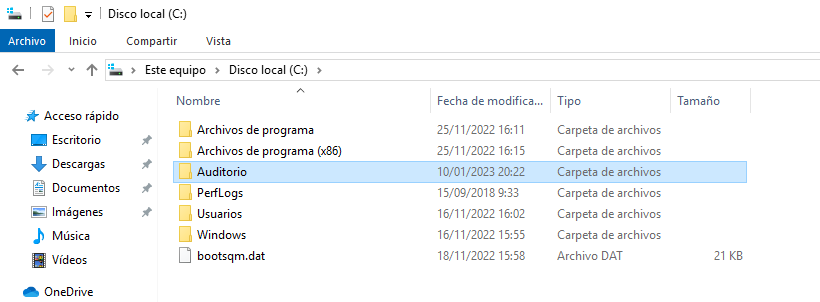 Disco local (C:)
Archivo Inicio Compartir Vista
Este equipo Disco local (C:)
Nombre Fecha de modifica... Tipo Tamaño
Acceso rápido
Escritorio
Descargas
Documentos
Imágenes
Música
Vídeos
OneDrive
Archivos de programa 25/11/2022 16:11 Carpeta de archivos
Archivos de programa (x86) 25/11/2022 16:15 Carpeta de archivos
Auditorio 10/01/2023 20:22 Carpeta de archivos
PerfLogs 15/09/2018 9:33 Carpeta de archivos
Usuarios 16/11/2022 16:02 Carpeta de archivos
Windows 16/11/2022 15:55 Carpeta de archivos
bootsqm.dat 18/11/2022 15:58 Archivo DAT 21 KB